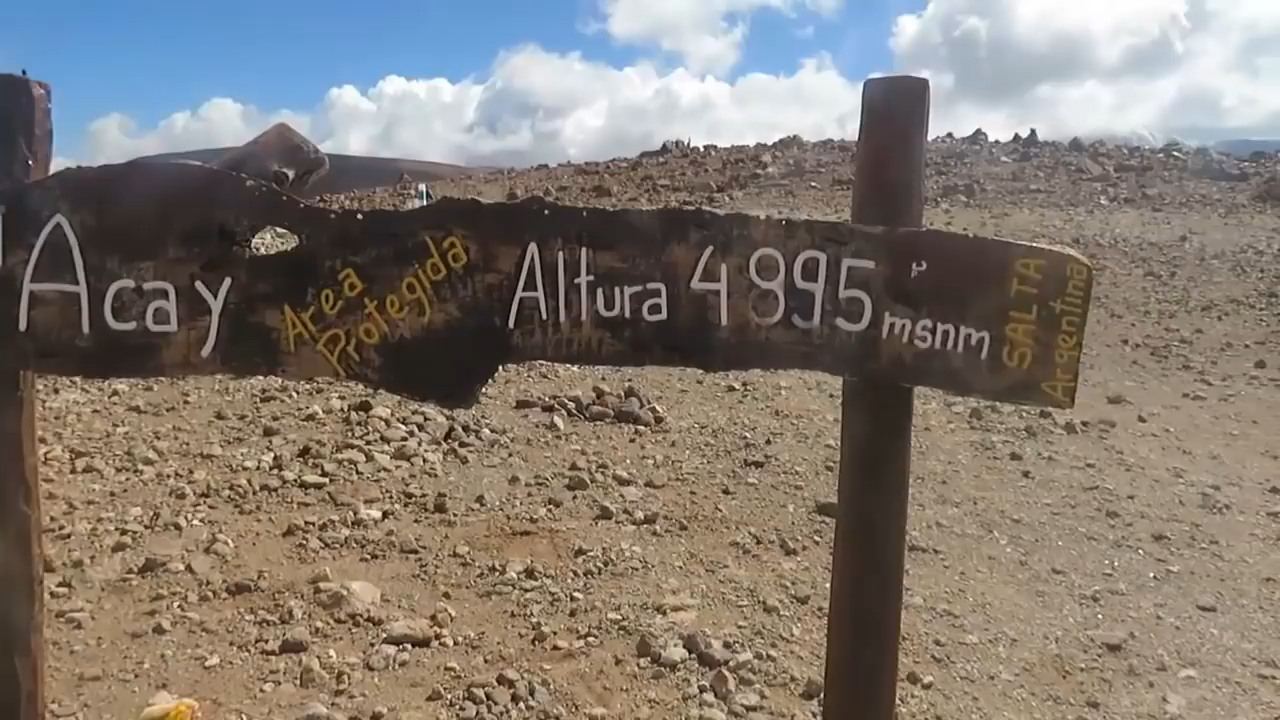 Acay
Area
Protegida
Altura 4995 msnm
SALTA
Argentina